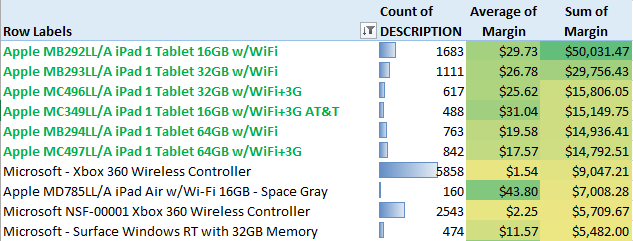 Row Labels Count of DESCRIPTION Average of Margin Sum of Margin
Apple MB292LL/A iPad 1 Tablet 16GB w/WiFi 1683 $29.73 $50,031.47
Apple MB293LL/A iPad 1 Tablet 32GB w/WiFi 1111 $26.78 $29,756.43
Apple MC496LL/A iPad 1 Tablet 32GB w/WiFi+3G 617 $25.62 $15,806.05
Apple MC349LL/A iPad 1 Tablet 16GB w/WiFi+3G AT&T 488 $31.04 $15,149.75
Apple MB294LL/A iPad 1 Tablet 64GB w/WiFi 763 $19.58 $14,936.41
Apple MC497LL/A iPad 1 Tablet 64GB w/WiFi+3G 842 $17.57 $14,792.51
Microsoft - Xbox 360 Wireless Controller 5858 $1.54 $9,047.21
Apple MD785LL/A iPad Air w/Wi-Fi 16GB - Space Gray 160 $43.80 $7,008.28
Microsoft NSF-00001 Xbox 360 Wireless Controller 2543 $2.25 $5,709.67
Microsoft - Surface Windows RT with 32GB Memory 474 $11.57 $5,482.00